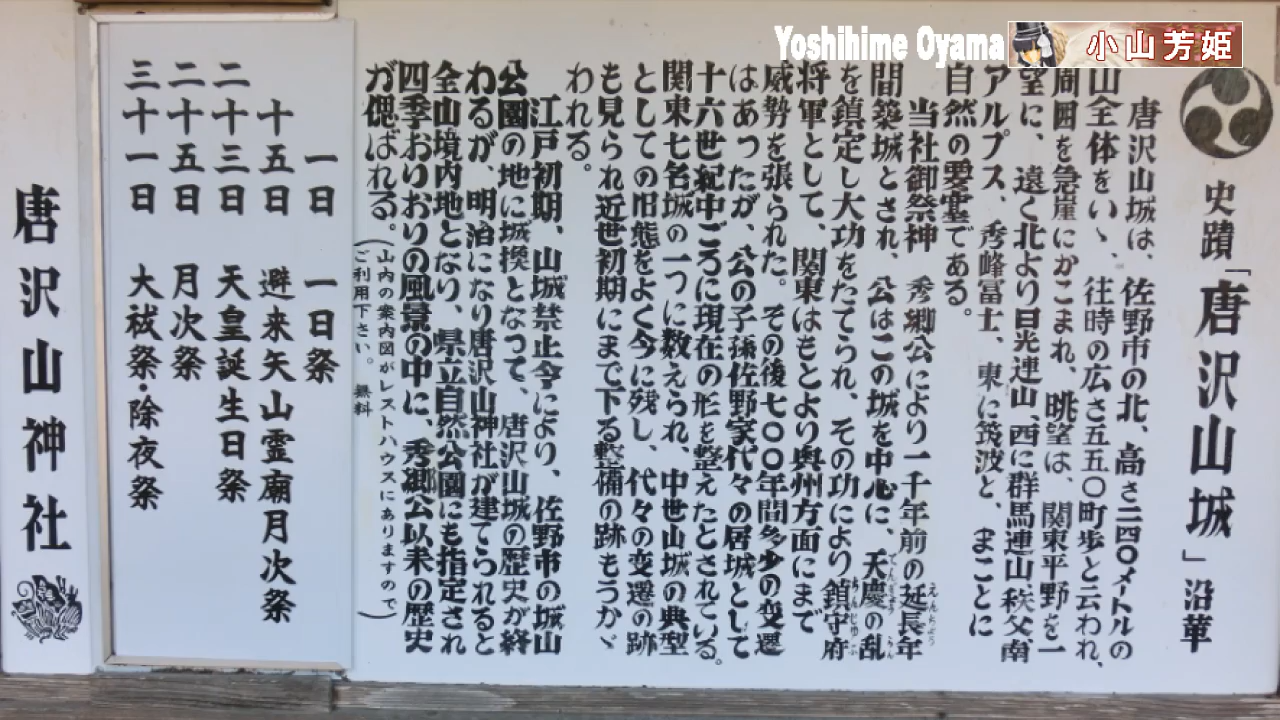 Yoshihime Oyama
小山芳姫
史蹟「唐沢山城」沿革
唐沢山城は、佐野市の北、高さ二四〇メートルの
山全体をいゝ、往時の広さ五五〇町歩と云われ、
周囲を急崖にかこまれ、眺望は、関東平野を一
望に、遠く北より日光連山、西に群馬連山、秩父、南
アルプス、秀峰富士、東に筑波と、まことに
自然の要害である。
当社御祭神 秀郷公により一千年前の延長年
間築城とされ、公はこの城を中心に、天慶の乱
を鎮定し大功をたてられ、その功により鎮守府
将軍として、関東はもとより奥州方面にまで
威勢を張られた。その後七〇〇年間多少の変遷
はあったが、公の子孫佐野家代々の居城として
十六世紀中ごろに現在の形を整えたとされている。
関東七名城の一つに数えられ、中世山城の典型
としての旧態をよく今に残し、代々の変遷の跡
も見られ近世初期にまで下る整備の跡もうかゞ
われる。
江戸初期、山城禁止令により、佐野市の城山
公園の地に城換となって、唐沢山城の歴史が終
わるが、明治になり唐沢山神社が建てられると
全山境内地となり、県立自然公園にも指定され
四季おりおりの風景の中に、秀郷公以来の歴史
が偲ばれる。
(山内の案内図がレストハウスにありますので
ご利用下さい。 無料)
一日 一日祭
十五日 避来矢山霊廟月次祭
二十三日 天皇誕生日祭
二十五日 月次祭
三十一日 大祓祭・除夜祭
唐沢山神社